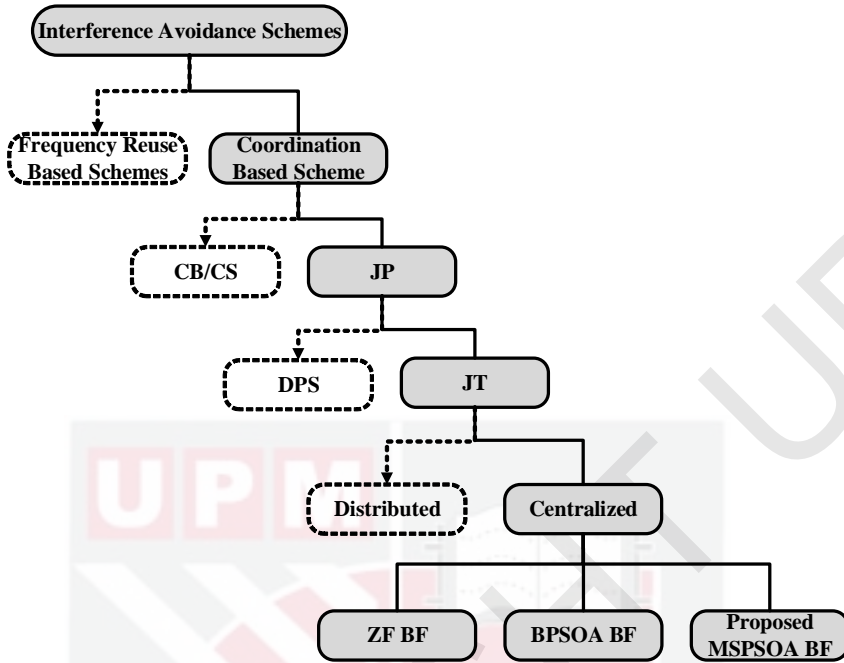 Interference Avoidance Schemes
Frequency Reuse
Based Schemes
Coordination
Based Scheme
CB/CS
JP
DPS
JT
UPM
Distributed
Centralized
ZF BF
BPSOA BF
Proposed
MSPSOA BF